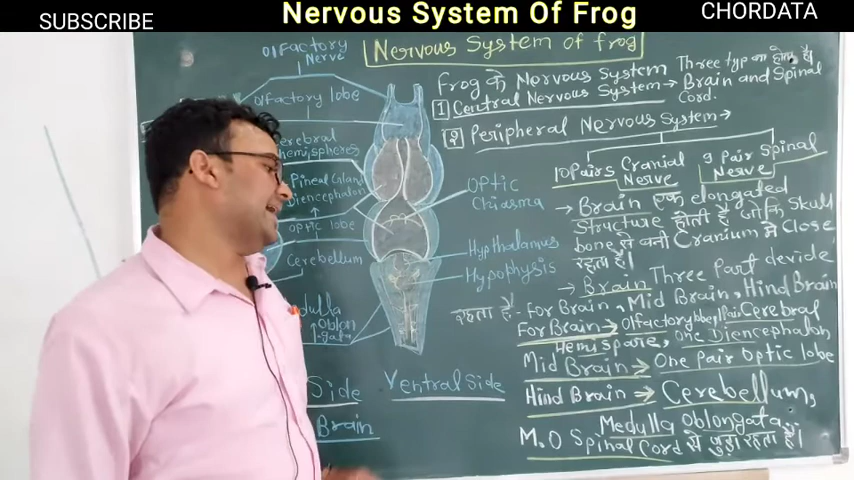 SUBSCRIBE
Nervous System Of Frog
CHORDATA
Nervous System of frog
Olfactory
Nerve
Olfactory lobe
Cerebral
hemispheres
Pineal Gland
Diencephalon
Optic lobe
Cerebellum
Medulla
Oblon
gata
Side
Brain
Optic
Chiasma
Hypthalamus
Hypophysis
Ventral Side
Frog के Nervous System Three typ का होता है।
1 Central Nervous System → Brain and Spinal
Cord.
2 Peripheral Nervous System →
10 Pairs Cranial
Nerve
9 Pair Spinal
Nerve
→ Brain एक elongated
Structure होती है जोकि Skull
bone से बनी Cranium में Close
रहता है।
→ Brain Three Part devide
रहता है :- For Brain, Mid Brain, Hind Brain
For Brain → Olfactory Pair Cerebral
Hemispare, one Diencephalon
Mid Brain → One Pair Optic lobe
Hind Brain → Cerebellum,
Medulla Oblongata
M.O Spinal Cord से जुड़ा रहता है।